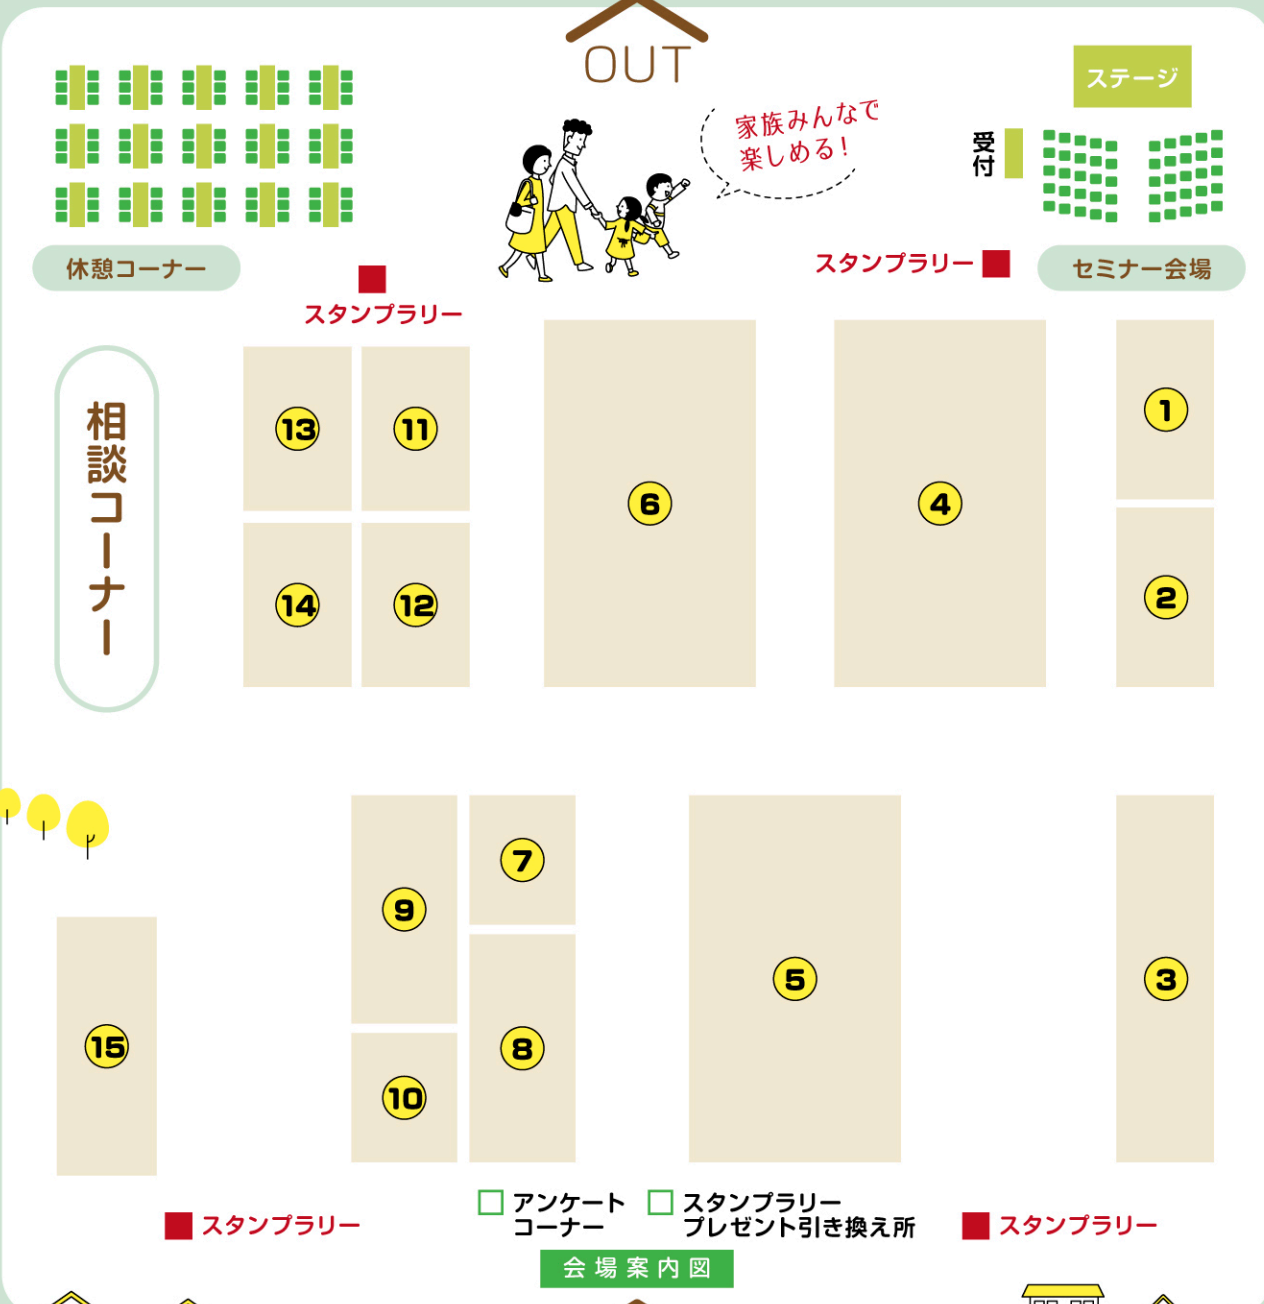 OUT
ステージ
家族みんなで
楽しめる！
受付
休憩コーナー
スタンプラリー
セミナー会場
スタンプラリー
相談コーナー
13
11
6
4
1
14
12
2
7
9
5
3
15
8
10
アンケート
コーナー
スタンプラリー
プレゼント引き換え所
スタンプラリー
スタンプラリー
会場案内図